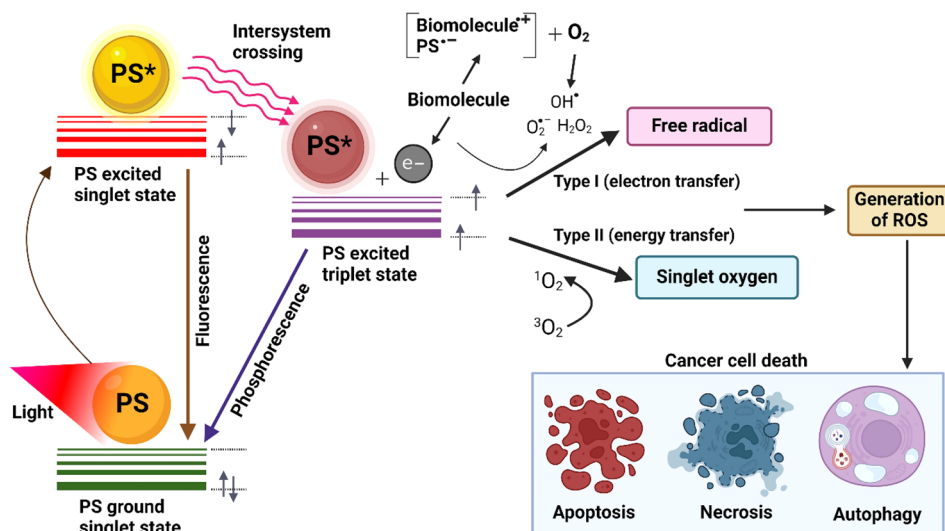 Intersystem
crossing
PS*
PS excited
singlet state
[Biomolecule•+
PS•−] + O₂
Biomolecule
OH•
O₂•− H₂O₂
PS*
+ e−
PS excited
triplet state
Free radical
Type I (electron transfer)
Type II (energy transfer)
Singlet oxygen
¹O₂
³O₂
Generation
of ROS
Fluorescence
Phosphorescence
Light
PS
PS ground
singlet state
Cancer cell death
Apoptosis
Necrosis
Autophagy